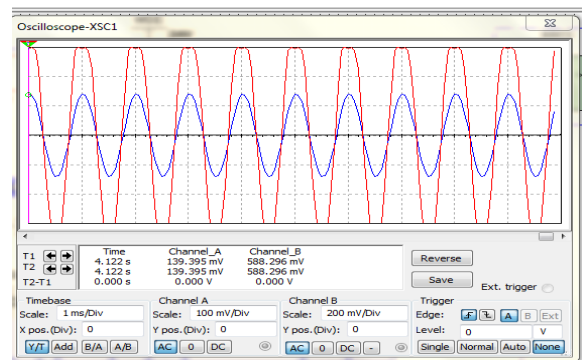 Oscilloscope-XSC1
Time Channel_A Channel_B
T1 4.122 s 139.395 mV 588.296 mV
T2 4.122 s 139.395 mV 588.296 mV
T2-T1 0.000 s 0.000 V 0.000 V
Reverse
Save
Ext. trigger
Timebase
Scale: 1 ms/Div
X pos.(Div): 0
Y/T Add B/A A/B
Channel A
Scale: 100 mV/Div
Y pos.(Div): 0
AC 0 DC
Channel B
Scale: 200 mV/Div
Y pos.(Div): 0
AC 0 DC -
Trigger
Edge: A B Ext
Level: 0 V
Single Normal Auto None